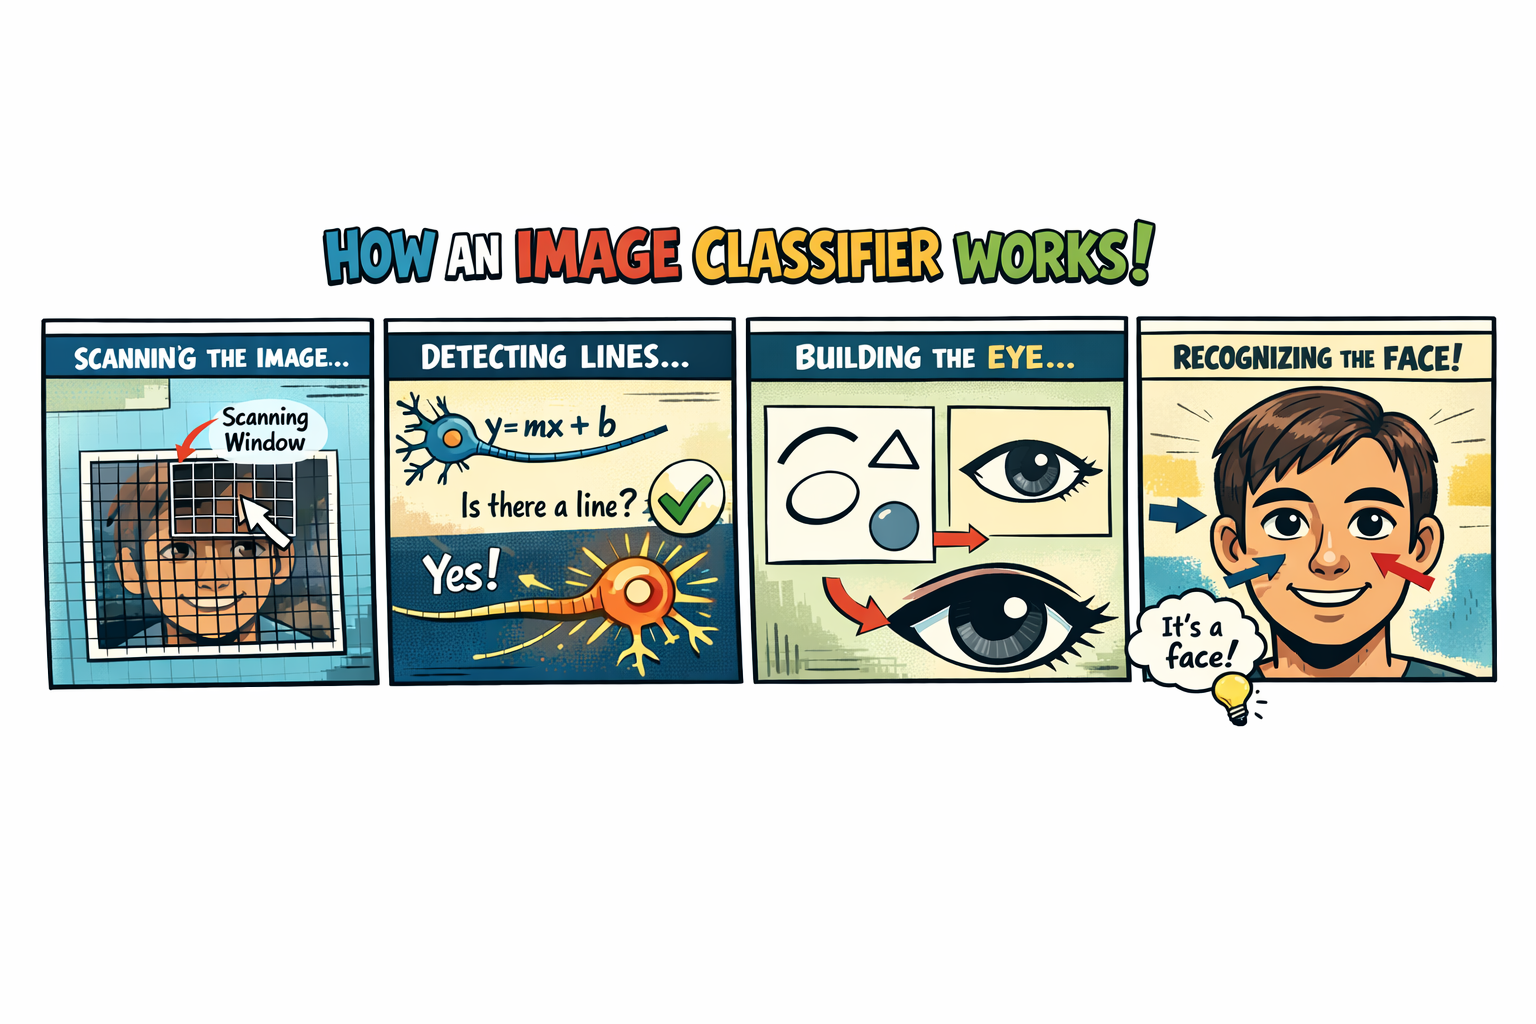 HOW AN IMAGE CLASSIFIER WORKS!
SCANNING THE IMAGE...
Scanning
Window
DETECTING LINES...
y=mx+b
Is there a line?
Yes!
BUILDING THE EYE...
RECOGNIZING THE FACE!
It's a
face!